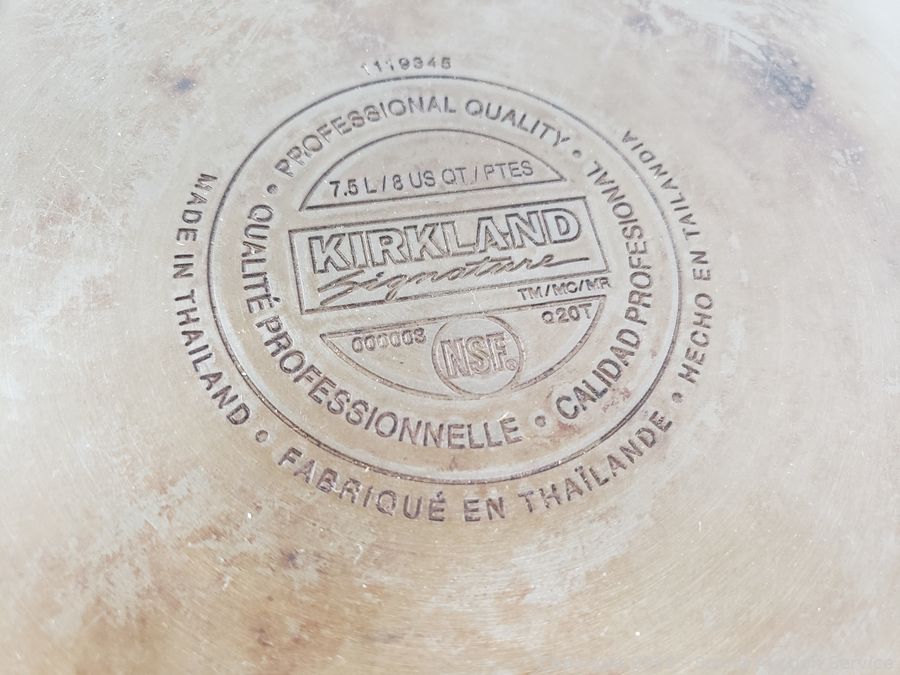 1119345
PROFESSIONAL QUALITY •
CALIDAD PROFESIONAL •
QUALITÉ PROFESSIONNELLE •
7.5 L / 8 US QT / PTES
KIRKLAND
Signature
TM/MC/MR
Q20T
NSF®
MADE IN THAILAND •
FABRIQUÉ EN THAÏLANDE •
HECHO EN TAILANDIA